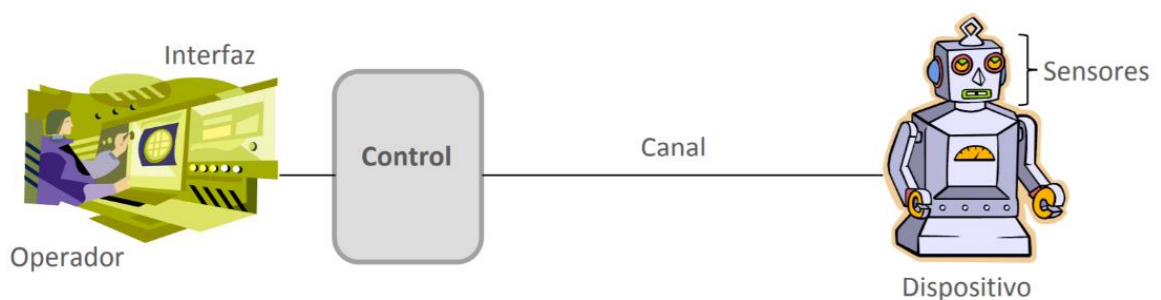 Interfaz
Sensores
Control
Canal
Operador
Dispositivo